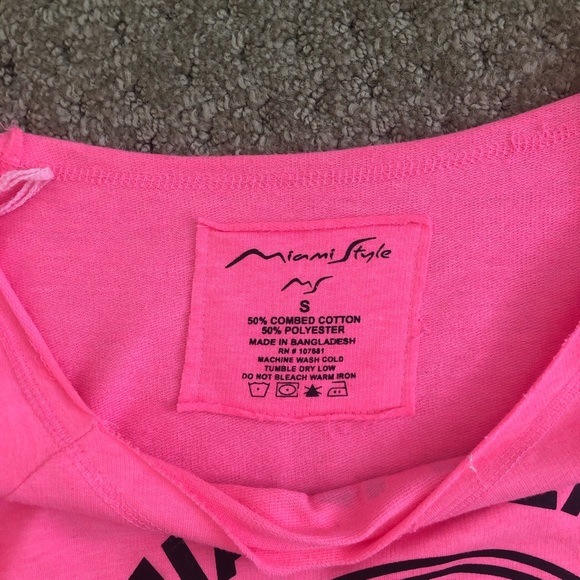 Miami Style
MS
S
50% COMBED COTTON
50% POLYESTER
MADE IN BANGLADESH
RN # 107881
MACHINE WASH COLD
TUMBLE DRY LOW
DO NOT BLEACH WARM IRON